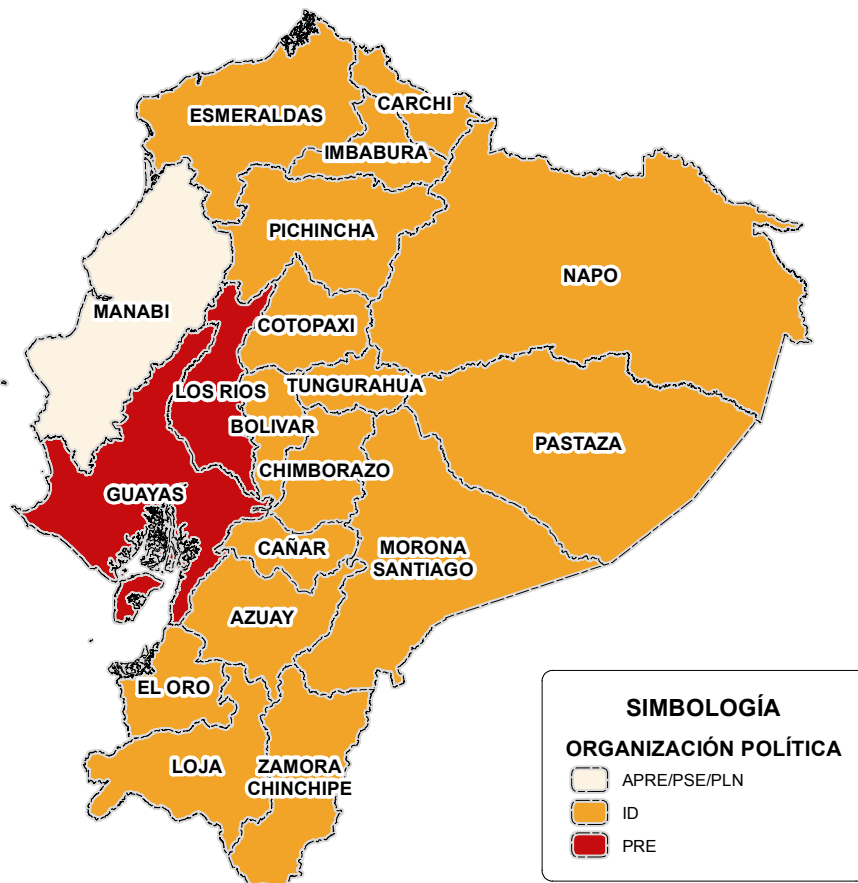 CARCHI
ESMERALDAS
IMBABURA
PICHINCHA
NAPO
MANABI
COTOPAXI
TUNGURAHUA
LOS RIOS
BOLIVAR
PASTAZA
CHIMBORAZO
GUAYAS
CAÑAR
MORONA
SANTIAGO
AZUAY
EL ORO
LOJA
ZAMORA
CHINCHIPE
SIMBOLOGÍA
ORGANIZACIÓN POLÍTICA
APRE/PSE/PLN
ID
PRE